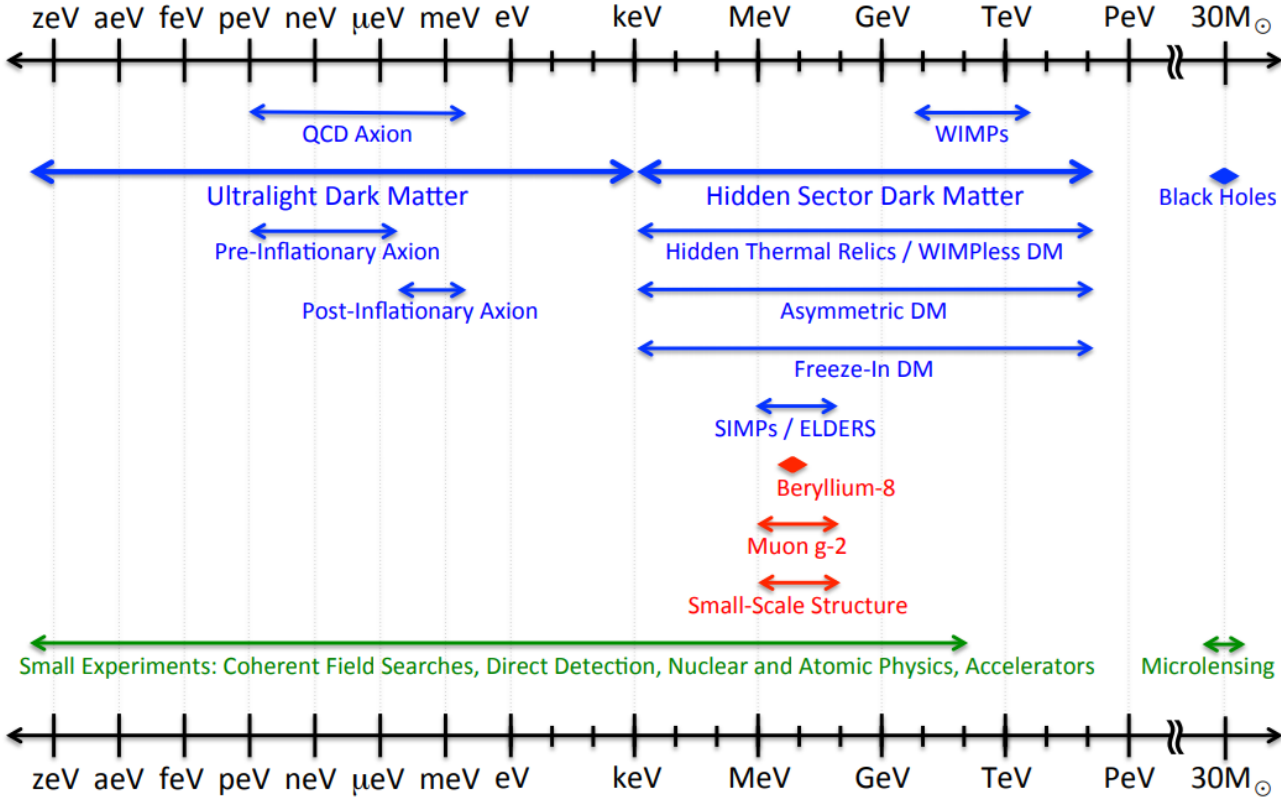 zeV aeV feV peV neV μeV meV eV keV MeV GeV TeV PeV 30M☉
QCD Axion WIMPs
Ultralight Dark Matter Hidden Sector Dark Matter Black Holes
Pre-Inflationary Axion Hidden Thermal Relics / WIMPless DM
Post-Inflationary Axion Asymmetric DM
Freeze-In DM
SIMPs / ELDERS
Beryllium-8
Muon g-2
Small-Scale Structure
Small Experiments: Coherent Field Searches, Direct Detection, Nuclear and Atomic Physics, Accelerators Microlensing
zeV aeV feV peV neV μeV meV eV keV MeV GeV TeV PeV 30M☉